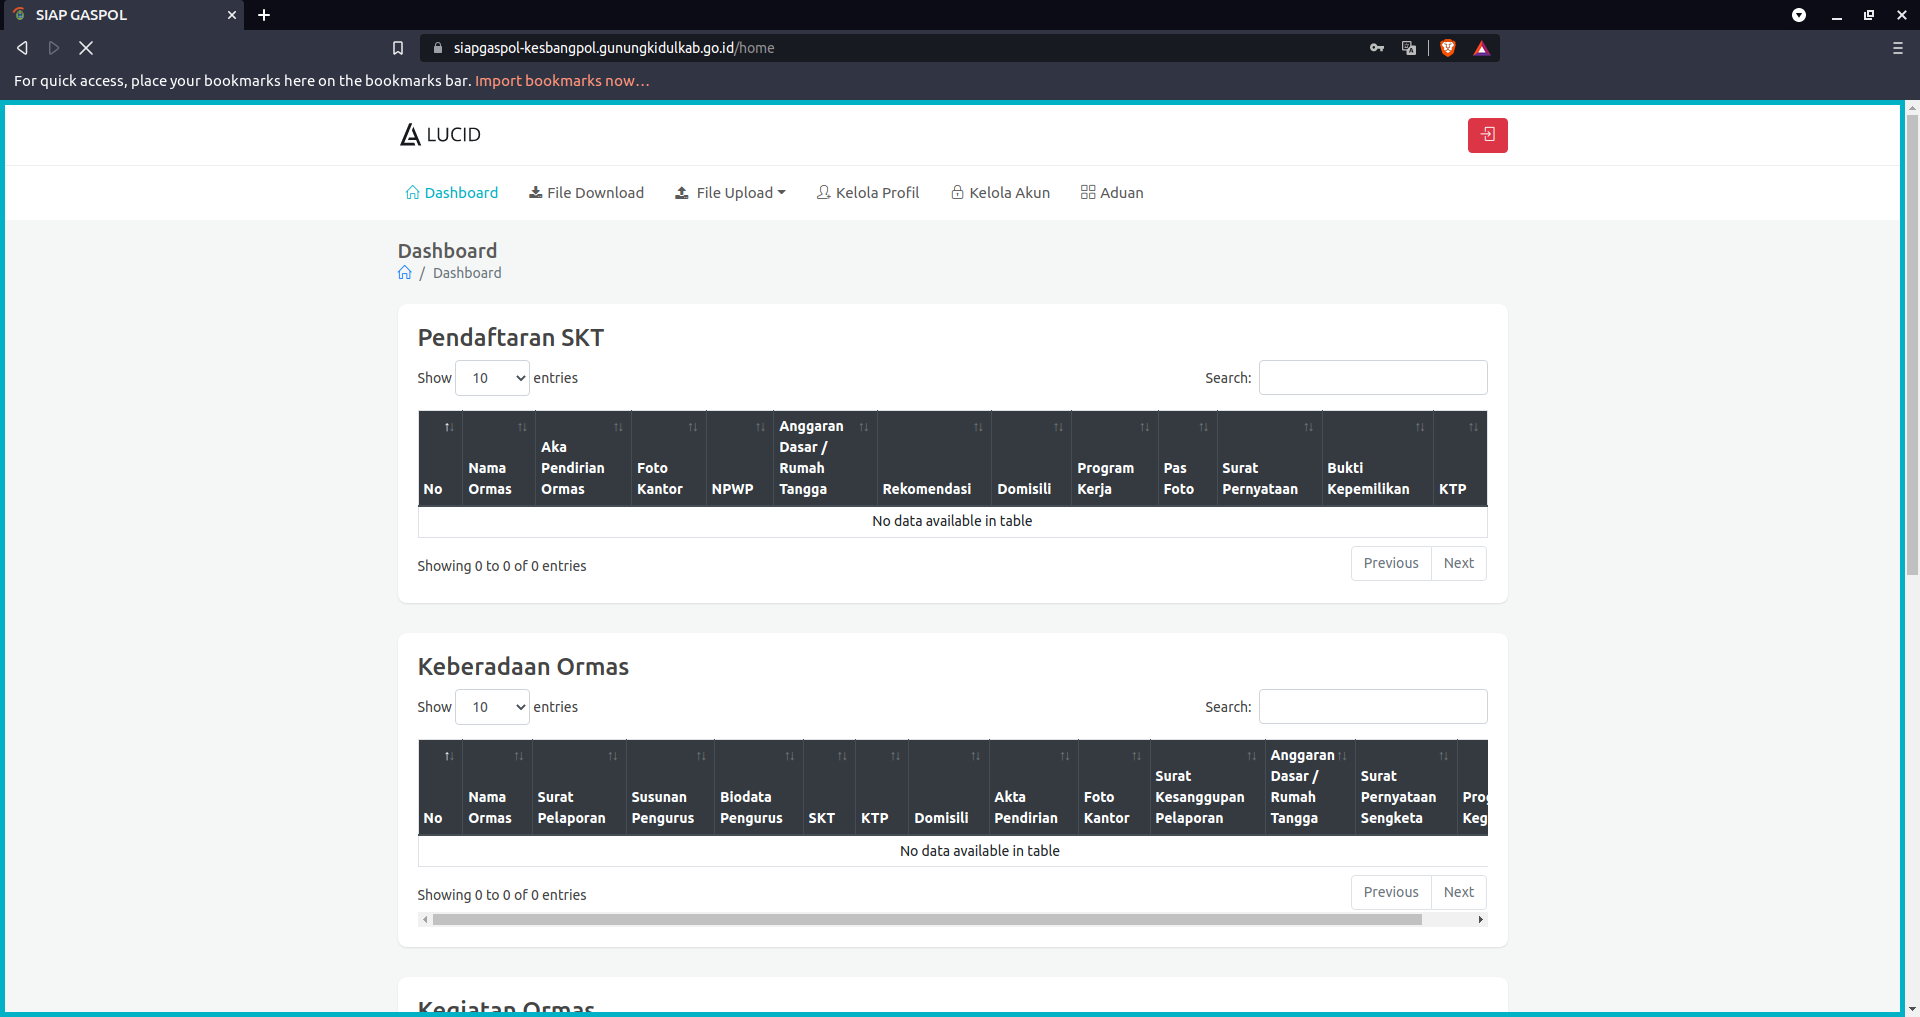 SIAP GASPOL
siapgaspol-kesbangpol.gunungkidulkab.go.id/home
For quick access, place your bookmarks here on the bookmarks bar. Import bookmarks now...
LUCID
Dashboard File Download File Upload Kelola Profil Kelola Akun Aduan
Dashboard
/ Dashboard
Pendaftaran SKT
Show 10 entries Search:
No
Nama
Ormas
Aka
Pendirian
Ormas
Foto
Kantor
NPWP
Anggaran
Dasar /
Rumah
Tangga
Rekomendasi
Domisili
Program
Kerja
Pas
Foto
Surat
Pernyataan
Bukti
Kepemilikan
KTP
No data available in table
Showing 0 to 0 of 0 entries Previous Next
Keberadaan Ormas
Show 10 entries Search:
No
Nama
Ormas
Surat
Pelaporan
Susunan
Pengurus
Biodata
Pengurus
SKT
KTP
Domisili
Akta
Pendirian
Foto
Kantor
Surat
Kesanggupan
Pelaporan
Anggaran
Dasar /
Rumah
Tangga
Surat
Pernyataan
Sengketa
No data available in table
Showing 0 to 0 of 0 entries Previous Next
Kegiatan Ormas